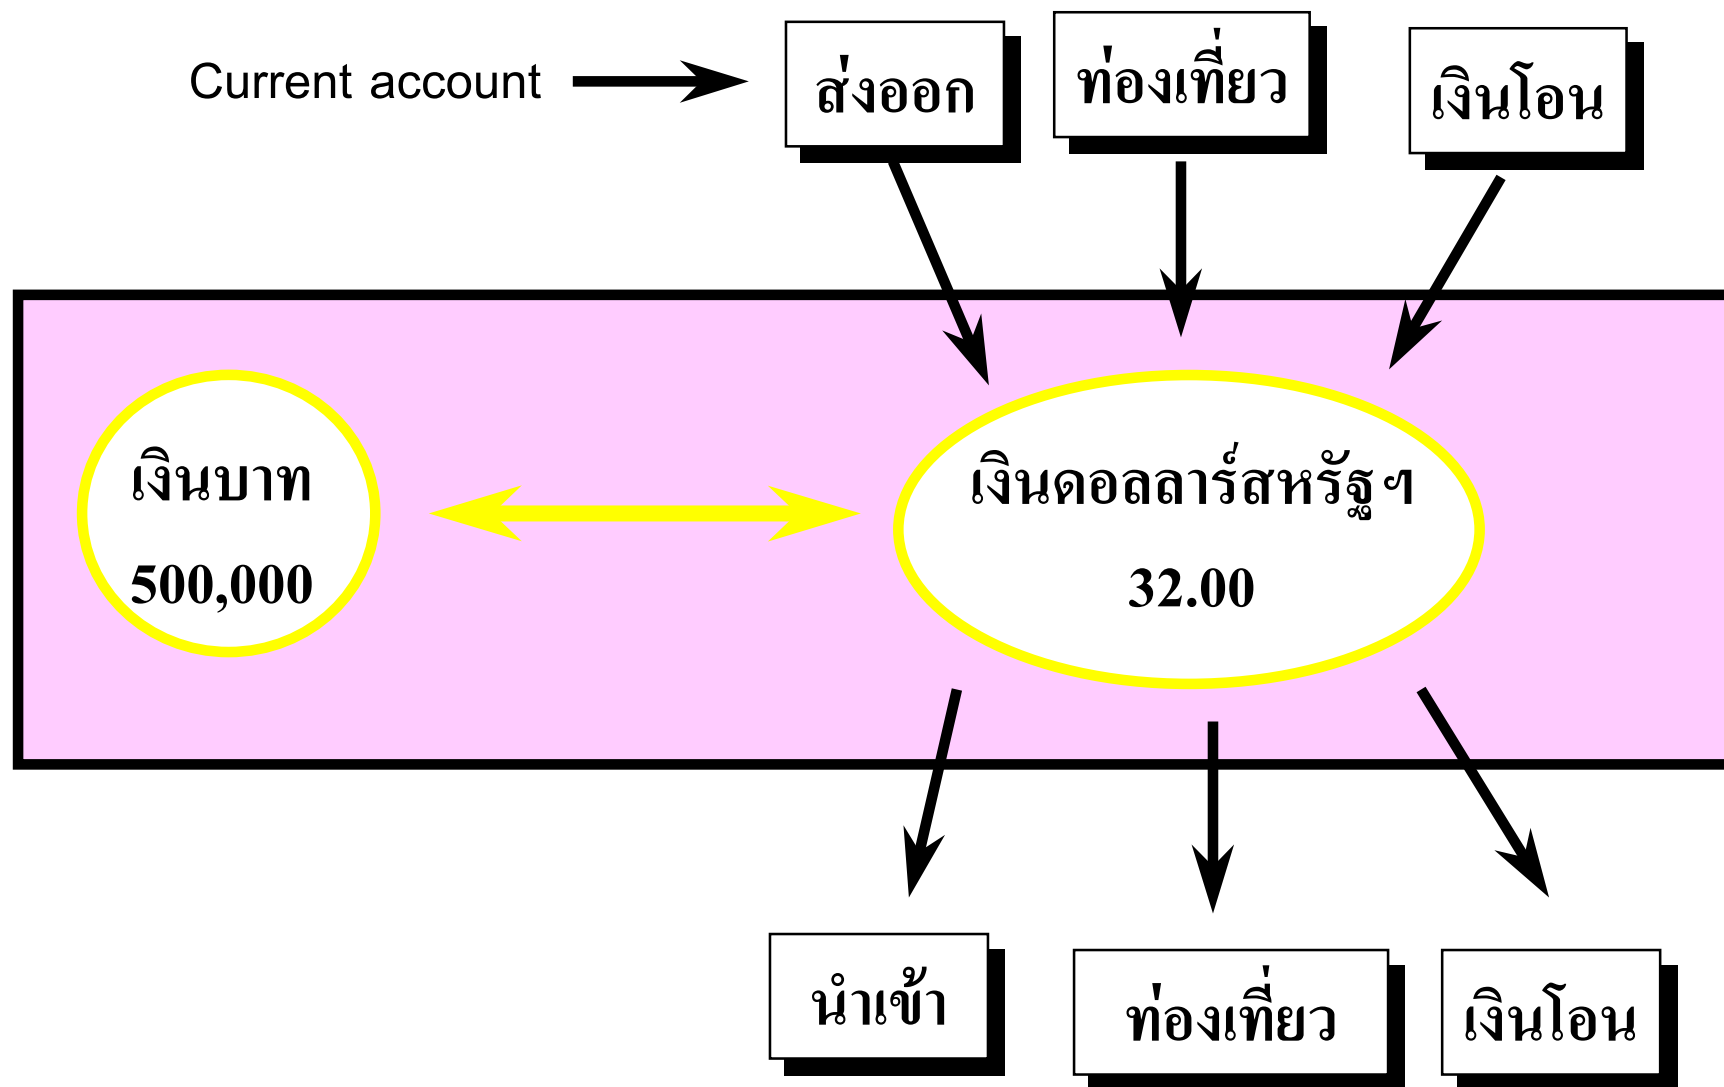 Current account
ส่งออก
ท่องเที่ยว
เงินโอน
เงินบาท
500,000
เงินดอลลาร์สหรัฐฯ
32.00
นำเข้า
ท่องเที่ยว
เงินโอน